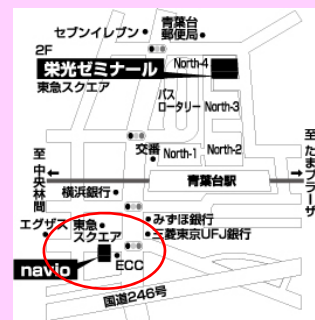 セブンイレブン
青葉台
郵便局
2F
栄光ゼミナール
東急スクエア
North-4
バス
ロータリー
North-3
交番
North-1
North-2
至中央林間
至たまプラーザ
青葉台駅
横浜銀行
エグザス
東急
スクエア
みずほ銀行
三菱東京UFJ銀行
navio
ECC
国道246号